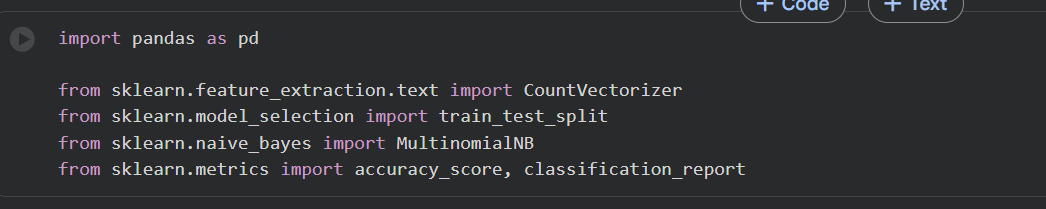 + Code + Text
import pandas as pd
from sklearn.feature_extraction.text import CountVectorizer
from sklearn.model_selection import train_test_split
from sklearn.naive_bayes import MultinomialNB
from sklearn.metrics import accuracy_score, classification_report